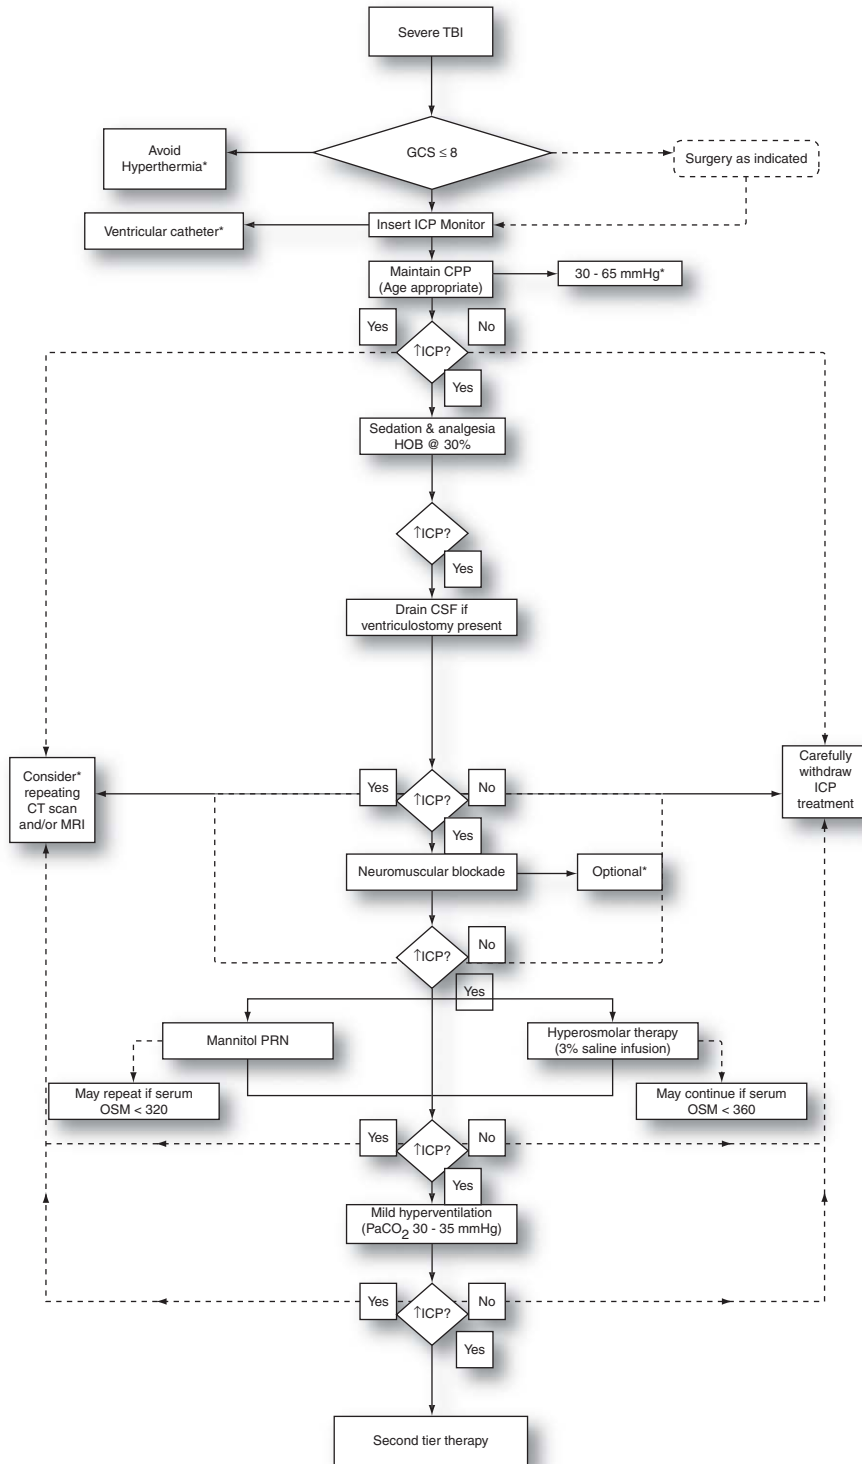 Severe TBI
Avoid
Hyperthermia*
GCS ≤ 8
Surgery as indicated
Ventricular catheter*
Insert ICP Monitor
Maintain CPP
(Age appropriate)
30 - 65 mmHg*
Yes
No
↑ICP?
Yes
Sedation & analgesia
HOB @ 30%
↑ICP?
Yes
Drain CSF if
ventriculostomy present
Consider*
repeating
CT scan
and/or MRI
Yes
↑ICP?
No
Carefully
withdraw
ICP
treatment
Yes
Neuromuscular blockade
Optional*
↑ICP?
No
Yes
Mannitol PRN
Hyperosmolar therapy
(3% saline infusion)
May repeat if serum
OSM < 320
May continue if serum
OSM < 360
Yes
↑ICP?
No
Yes
Mild hyperventilation
(PaCO2 30 - 35 mmHg)
Yes
↑ICP?
No
Yes
Second tier therapy